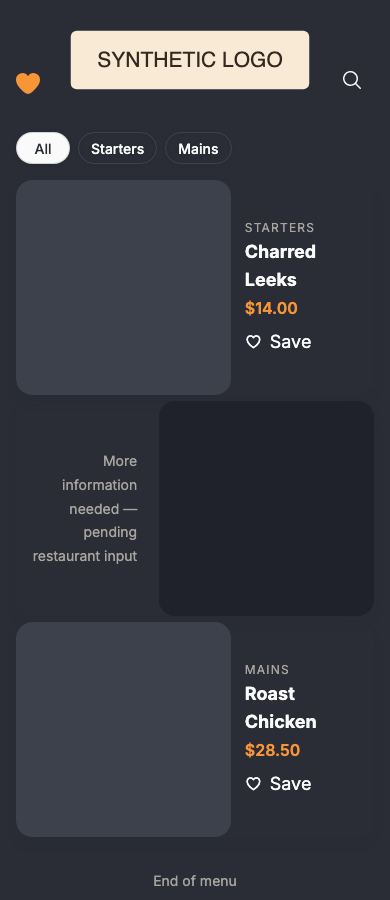 SYNTHETIC LOGO
All
Starters
Mains
STARTERS
Charred
Leeks
$14.00
Save
More
information
needed —
pending
restaurant input
MAINS
Roast
Chicken
$28.50
Save
End of menu